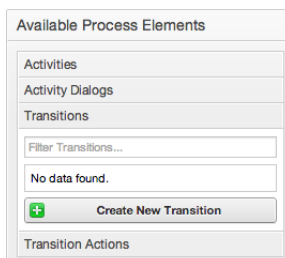 Available Process Elements
Activities
Activity Dialogs
Transitions
Filter Transitions...
No data found.
Create New Transition
Transition Actions